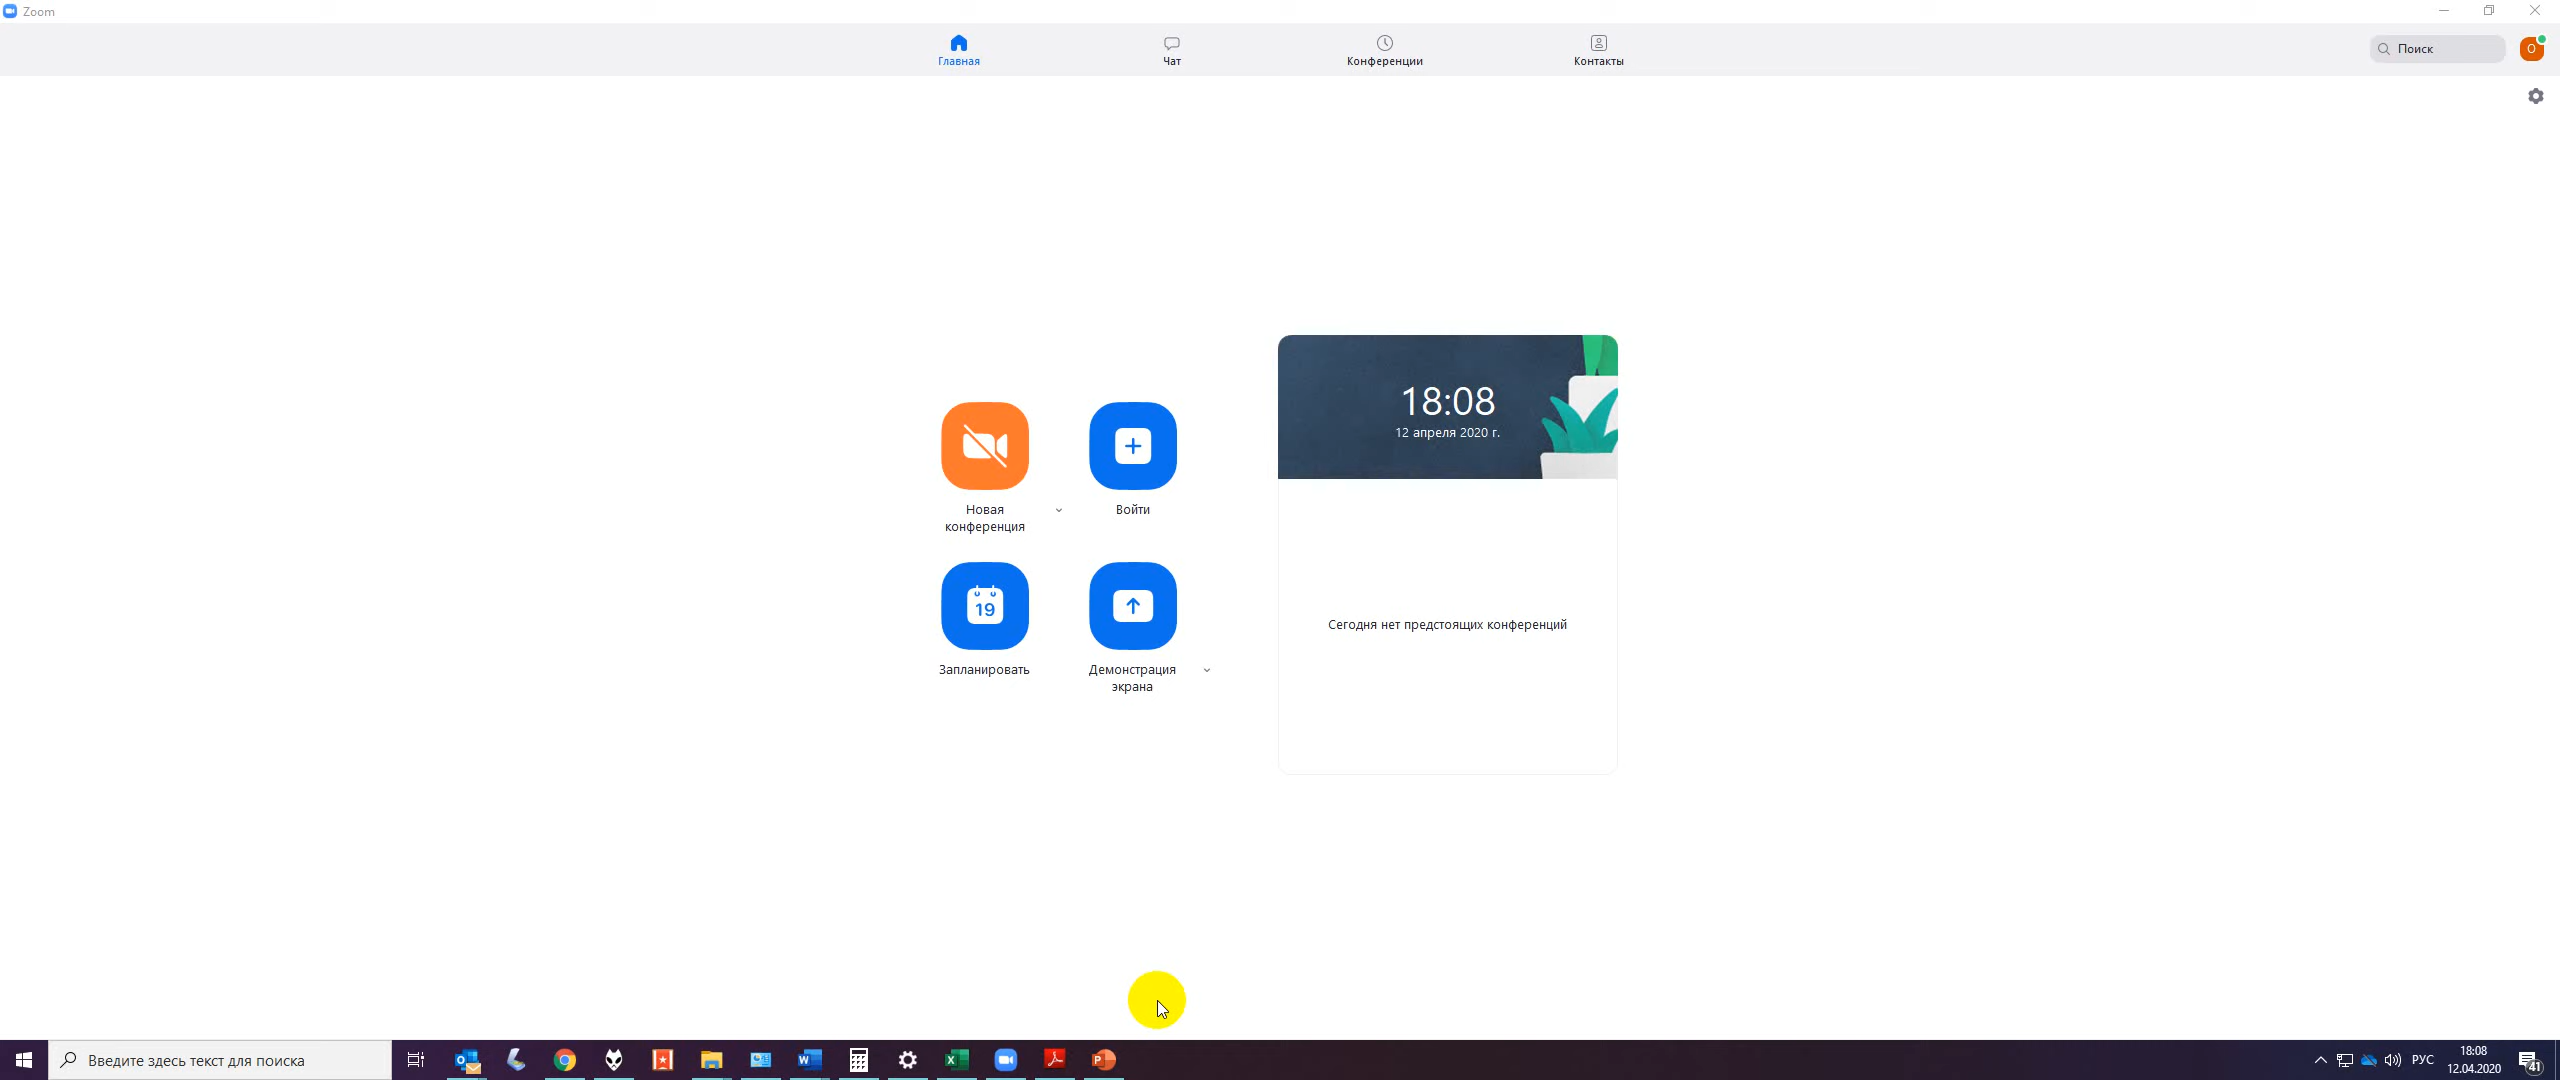 Zoom
Главная
Чат
Конференции
Контакты
Поиск
О
18:08
12 апреля 2020 г.
Новая
конференция
Войти
19
Запланировать
Демонстрация
экрана
Сегодня нет предстоящих конференций
Введите здесь текст для поиска
РУС
18:08
12.04.2020
41